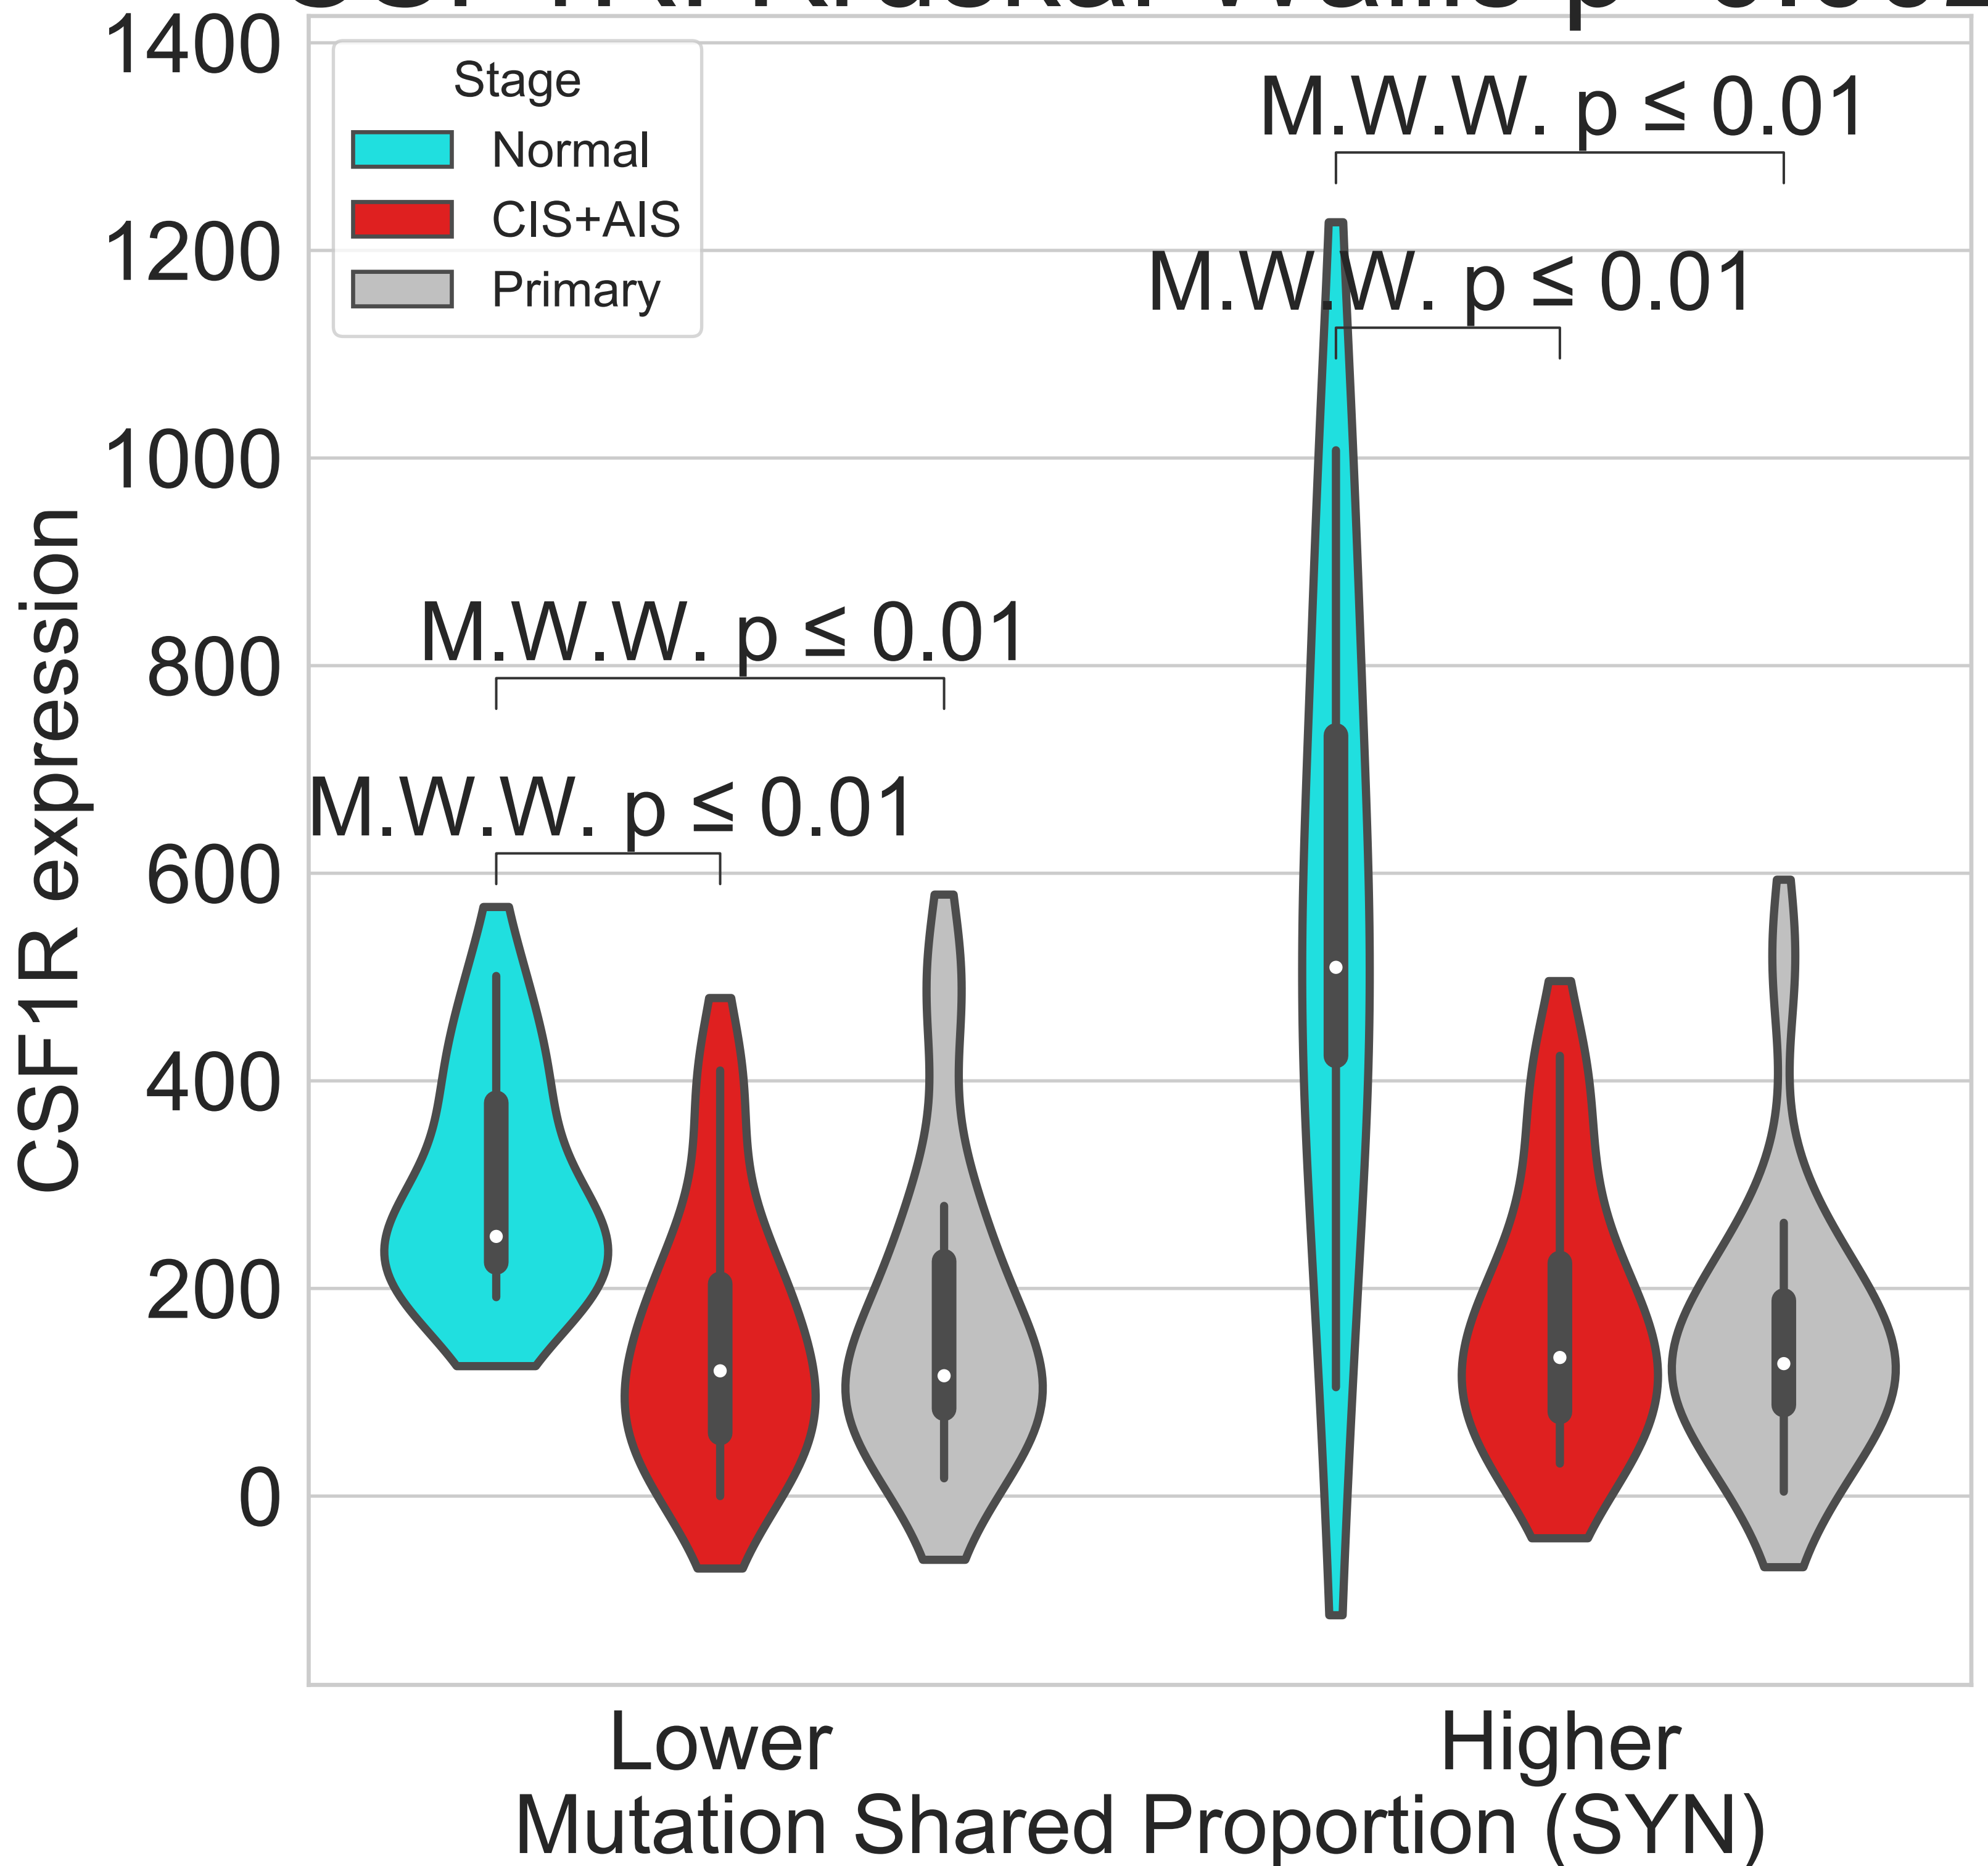 1400
1200
1000
800
600
400
200
0
CSF1R expression
Stage
Normal
CIS+AIS
Primary
M.W.W. p ≤ 0.01
M.W.W. p ≤ 0.01
M.W.W. p ≤ 0.01
M.W.W. p ≤ 0.01
Lower
Higher
Mutation Shared Proportion (SYN)